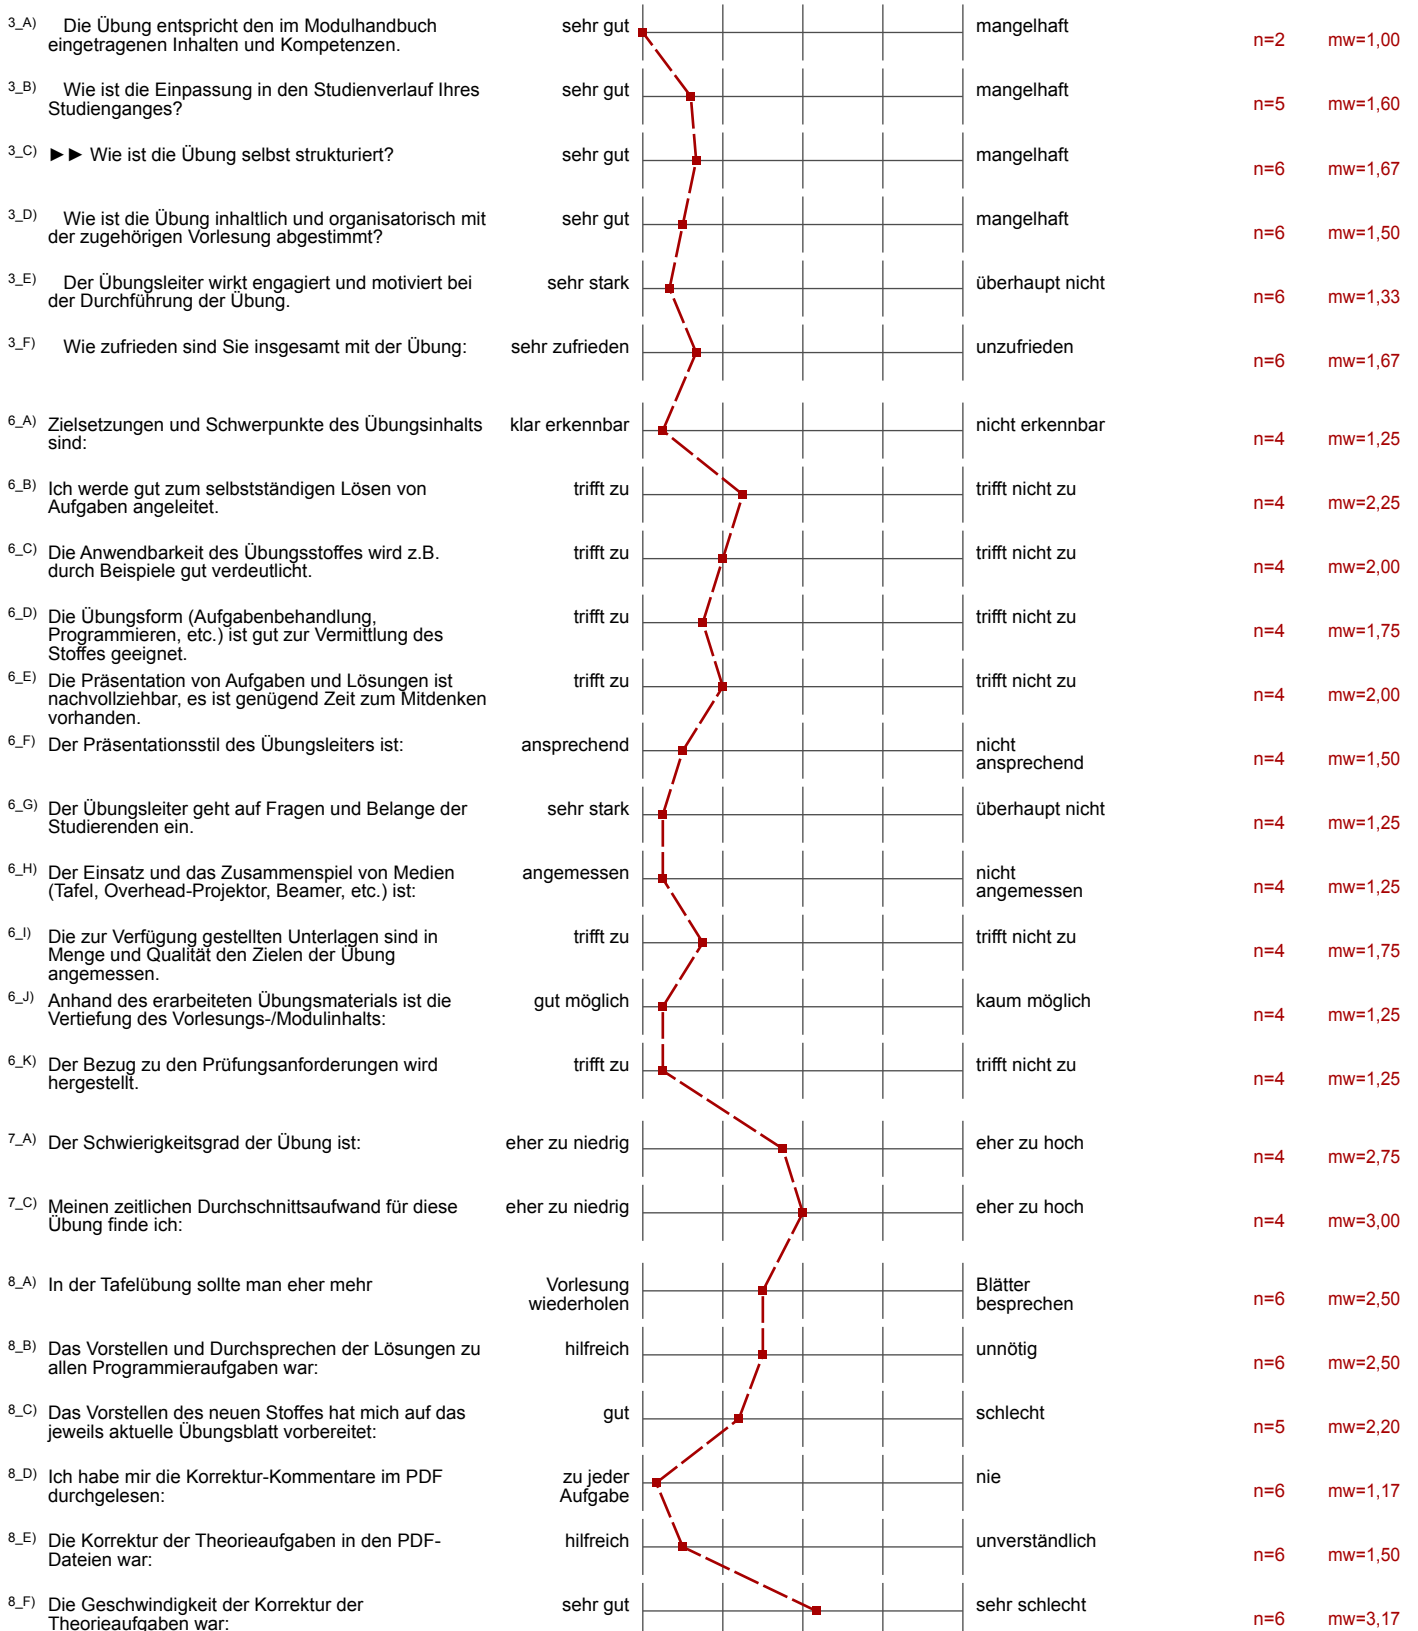 3_A) Die Übung entspricht den im Modulhandbuch
eingetragenen Inhalten und Kompetenzen.
sehr gut
mangelhaft
n=2 mw=1,00
3_B) Wie ist die Einpassung in den Studienverlauf Ihres
Studienganges?
sehr gut
mangelhaft
n=5 mw=1,60
3_C) ►► Wie ist die Übung selbst strukturiert?
sehr gut
mangelhaft
n=6 mw=1,67
3_D) Wie ist die Übung inhaltlich und organisatorisch mit
der zugehörigen Vorlesung abgestimmt?
sehr gut
mangelhaft
n=6 mw=1,50
3_E) Der Übungsleiter wirkt engagiert und motiviert bei
der Durchführung der Übung.
sehr stark
überhaupt nicht
n=6 mw=1,33
3_F) Wie zufrieden sind Sie insgesamt mit der Übung:
sehr zufrieden
unzufrieden
n=6 mw=1,67
6_A) Zielsetzungen und Schwerpunkte des Übungsinhalts
sind:
klar erkennbar
nicht erkennbar
n=4 mw=1,25
6_B) Ich werde gut zum selbstständigen Lösen von
Aufgaben angeleitet.
trifft zu
trifft nicht zu
n=4 mw=2,25
6_C) Die Anwendbarkeit des Übungsstoffes wird z.B.
durch Beispiele gut verdeutlicht.
trifft zu
trifft nicht zu
n=4 mw=2,00
6_D) Die Übungsform (Aufgabenbehandlung,
Programmieren, etc.) ist gut zur Vermittlung des
Stoffes geeignet.
trifft zu
trifft nicht zu
n=4 mw=1,75
6_E) Die Präsentation von Aufgaben und Lösungen ist
nachvollziehbar, es ist genügend Zeit zum Mitdenken
vorhanden.
trifft zu
trifft nicht zu
n=4 mw=2,00
6_F) Der Präsentationsstil des Übungsleiters ist:
ansprechend
nicht
ansprechend
n=4 mw=1,50
6_G) Der Übungsleiter geht auf Fragen und Belange der
Studierenden ein.
sehr stark
überhaupt nicht
n=4 mw=1,25
6_H) Der Einsatz und das Zusammenspiel von Medien
(Tafel, Overhead-Projektor, Beamer, etc.) ist:
angemessen
nicht
angemessen
n=4 mw=1,25
6_I) Die zur Verfügung gestellten Unterlagen sind in
Menge und Qualität den Zielen der Übung
angemessen.
trifft zu
trifft nicht zu
n=4 mw=1,75
6_J) Anhand des erarbeiteten Übungsmaterials ist die
Vertiefung des Vorlesungs-/Modulinhalts:
gut möglich
kaum möglich
n=4 mw=1,25
6_K) Der Bezug zu den Prüfungsanforderungen wird
hergestellt.
trifft zu
trifft nicht zu
n=4 mw=1,25
7_A) Der Schwierigkeitsgrad der Übung ist:
eher zu niedrig
eher zu hoch
n=4 mw=2,75
7_C) Meinen zeitlichen Durchschnittsaufwand für diese
Übung finde ich:
eher zu niedrig
eher zu hoch
n=4 mw=3,00
8_A) In der Tafelübung sollte man eher mehr
Vorlesung
wiederholen
Blätter
besprechen
n=6 mw=2,50
8_B) Das Vorstellen und Durchsprechen der Lösungen zu
allen Programmieraufgaben war:
hilfreich
unnötig
n=6 mw=2,50
8_C) Das Vorstellen des neuen Stoffes hat mich auf das
jeweils aktuelle Übungsblatt vorbereitet:
gut
schlecht
n=5 mw=2,20
8_D) Ich habe mir die Korrektur-Kommentare im PDF
durchgelesen:
zu jeder
Aufgabe
nie
n=6 mw=1,17
8_E) Die Korrektur der Theorieaufgaben in den PDF-
Dateien war:
hilfreich
unverständlich
n=6 mw=1,50
8_F) Die Geschwindigkeit der Korrektur der
Theorieaufgaben war:
sehr gut
sehr schlecht
n=6 mw=3,17